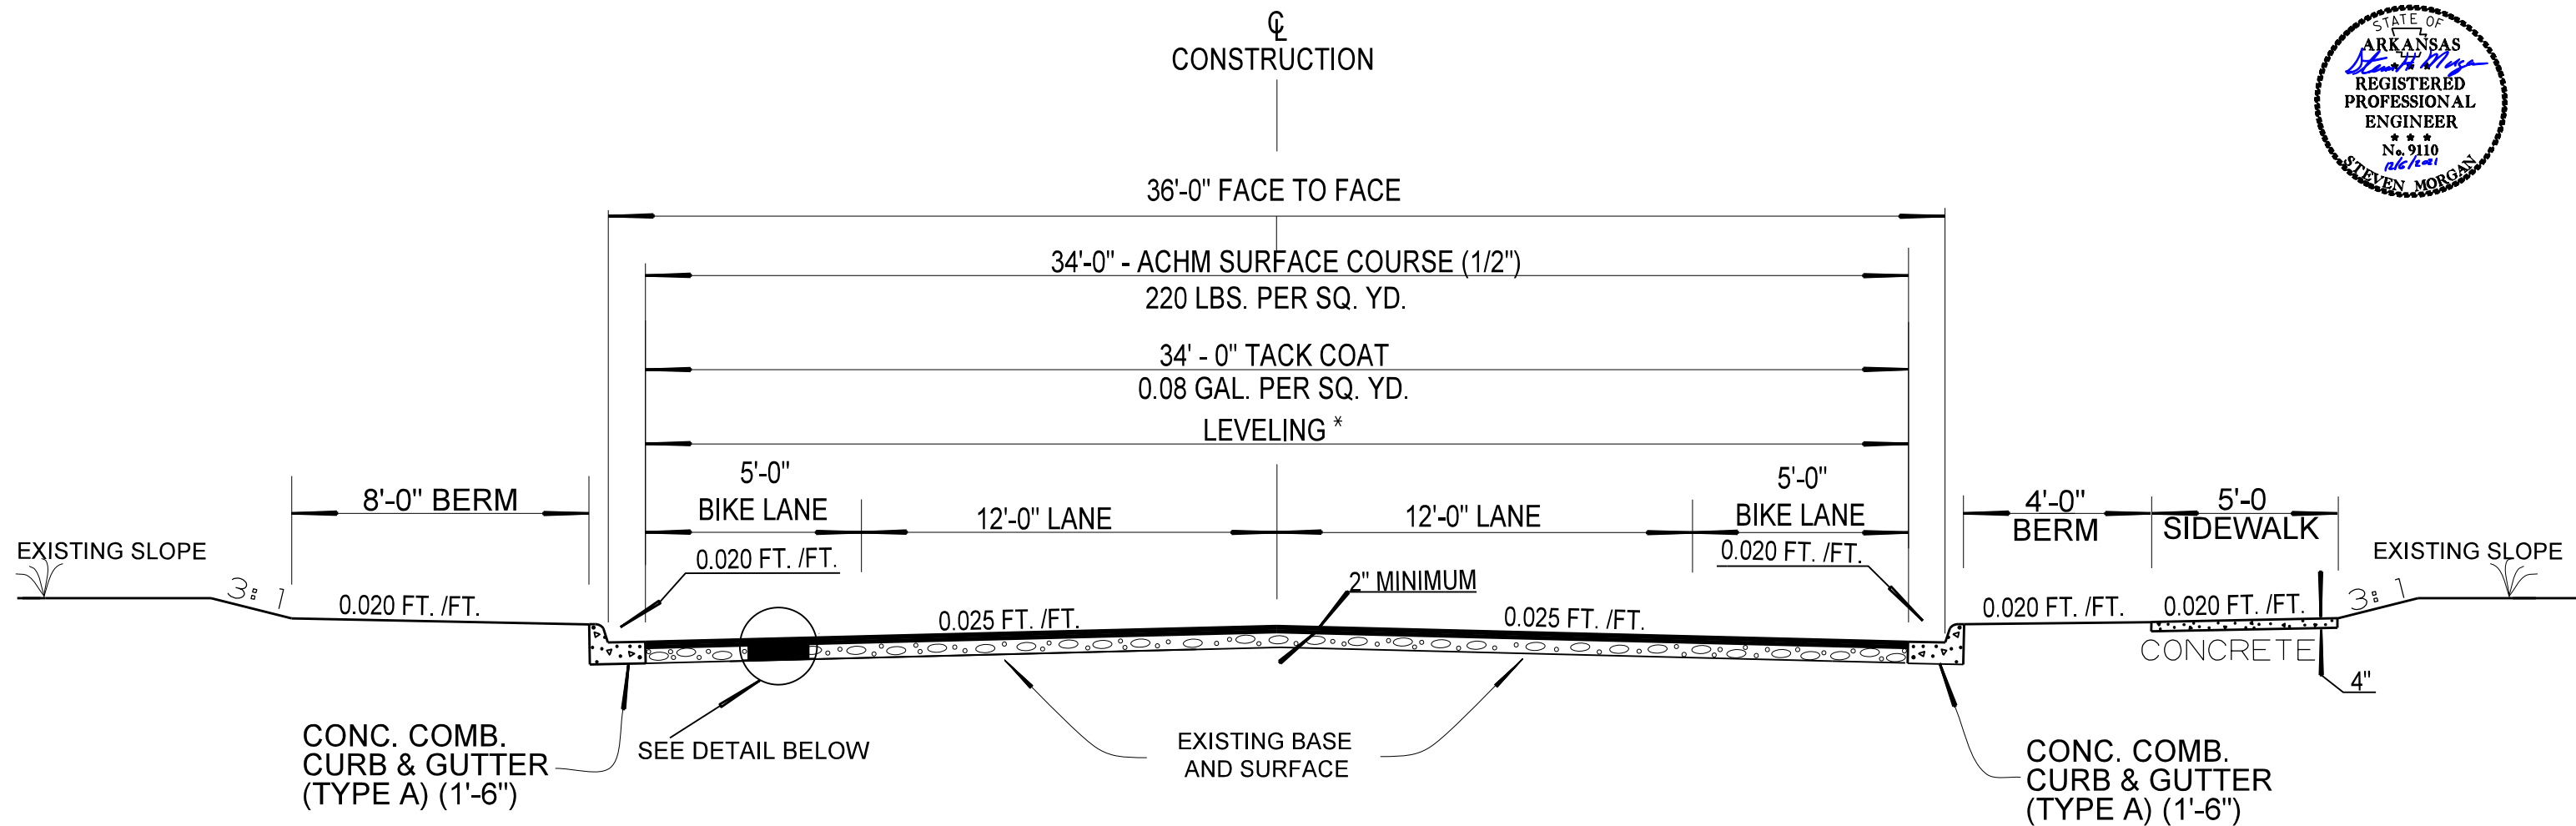 ℄
CONSTRUCTION
STATE OF
ARKANSAS
REGISTERED
PROFESSIONAL
ENGINEER
No. 9110
12/6/2021
STEVEN MORGAN
36'-0" FACE TO FACE
34'-0" - ACHM SURFACE COURSE (1/2")
220 LBS. PER SQ. YD.
34' - 0" TACK COAT
0.08 GAL. PER SQ. YD.
LEVELING *
8'-0" BERM
5'-0"
BIKE LANE
12'-0" LANE
12'-0" LANE
5'-0"
BIKE LANE
4'-0"
BERM
5'-0
SIDEWALK
EXISTING SLOPE
3: 1
0.020 FT. /FT.
0.020 FT. /FT.
0.025 FT. /FT.
2" MINIMUM
0.025 FT. /FT.
0.020 FT. /FT.
0.020 FT. /FT.
0.020 FT. /FT.
3: 1
EXISTING SLOPE
CONCRETE
4"
CONC. COMB.
CURB & GUTTER
(TYPE A) (1'-6")
SEE DETAIL BELOW
EXISTING BASE
AND SURFACE
CONC. COMB.
CURB & GUTTER
(TYPE A) (1'-6")